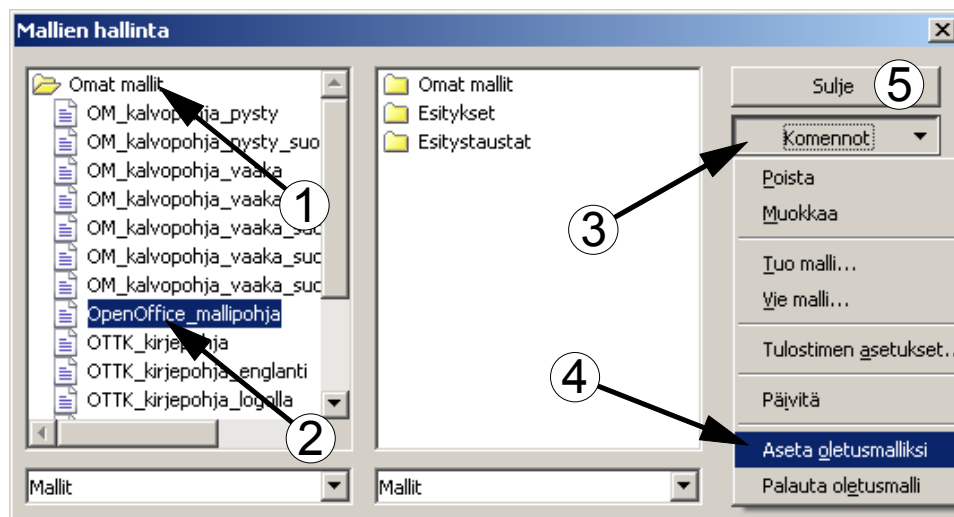 Mallien hallinta
Omat mallit
OM_kalvopohja_pysty
OM_kalvopohja_pysty_suo
OM_kalvopohja_vaaka
OM_kalvopohja_vaaka
OM_kalvopohja_vaaka_suo
OM_kalvopohja_vaaka_suc
OM_kalvopohja_vaaka_suc
OpenOffice_mallipohja
OTTK_kirjepohja
OTTK_kirjepohja_englanti
OTTK_kirjepohja_logolla
Mallit
1
2
Omat mallit
Esitykset
Esitystaustat
Mallit
3
4
Sulje
5
Komennot
Poista
Muokkaa
Tuo malli...
Vie malli...
Tulostimen asetukset..
Päivitä
Aseta oletusmalliksi
Palauta oletusmalli